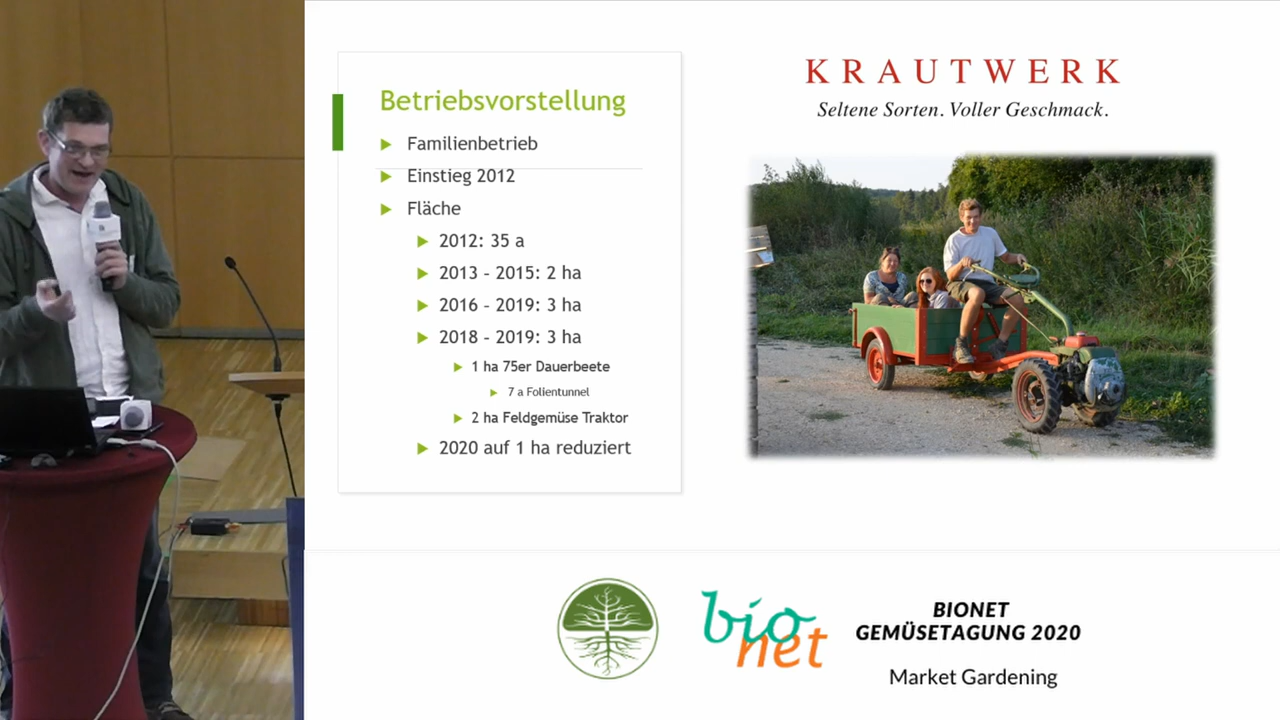 Betriebsvorstellung
Familienbetrieb
Einstieg 2012
Fläche
2012: 35 a
2013 - 2015: 2 ha
2016 - 2019: 3 ha
2018 - 2019: 3 ha
1 ha 75er Dauerbeete
7 a Folientunnel
2 ha Feldgemüse Traktor
2020 auf 1 ha reduziert
KRAUTWERK
Seltene Sorten. Voller Geschmack.
bio
net
BIONET
GEMÜSETAGUNG 2020
Market Gardening